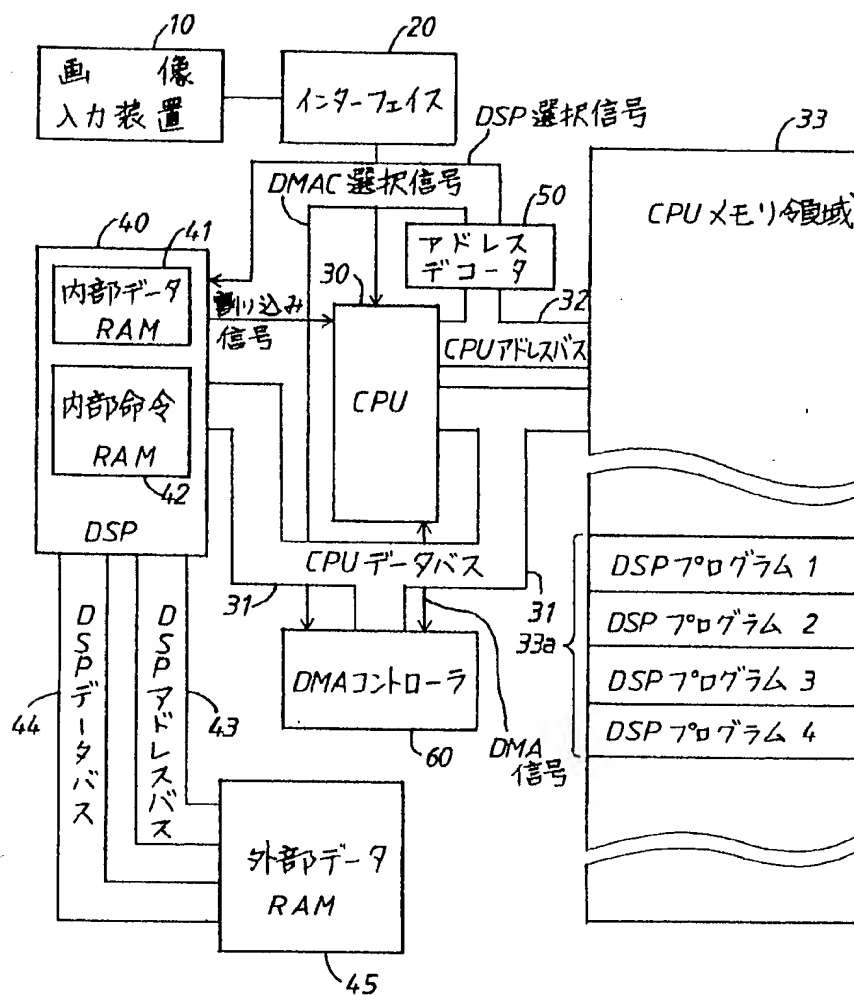 10
画像
入力装置
20
インターフェイス
DSP選択信号
33
DMAC選択信号
CPUメモリ領域
50
アドレス
デコータ
40
41
内部データ
RAM
割り込み
信号
30
CPU
32
CPUアドレスバス
内部命令
RAM
42
DSP
CPUデータバス
31
31
33a
DSPプログラム 1
DSPプログラム 2
DSPプログラム 3
DSPプログラム 4
DMAコントローラ
60
DMA
信号
DSPデータバス
44
DSPアドレスバス
43
外部データ
RAM
45